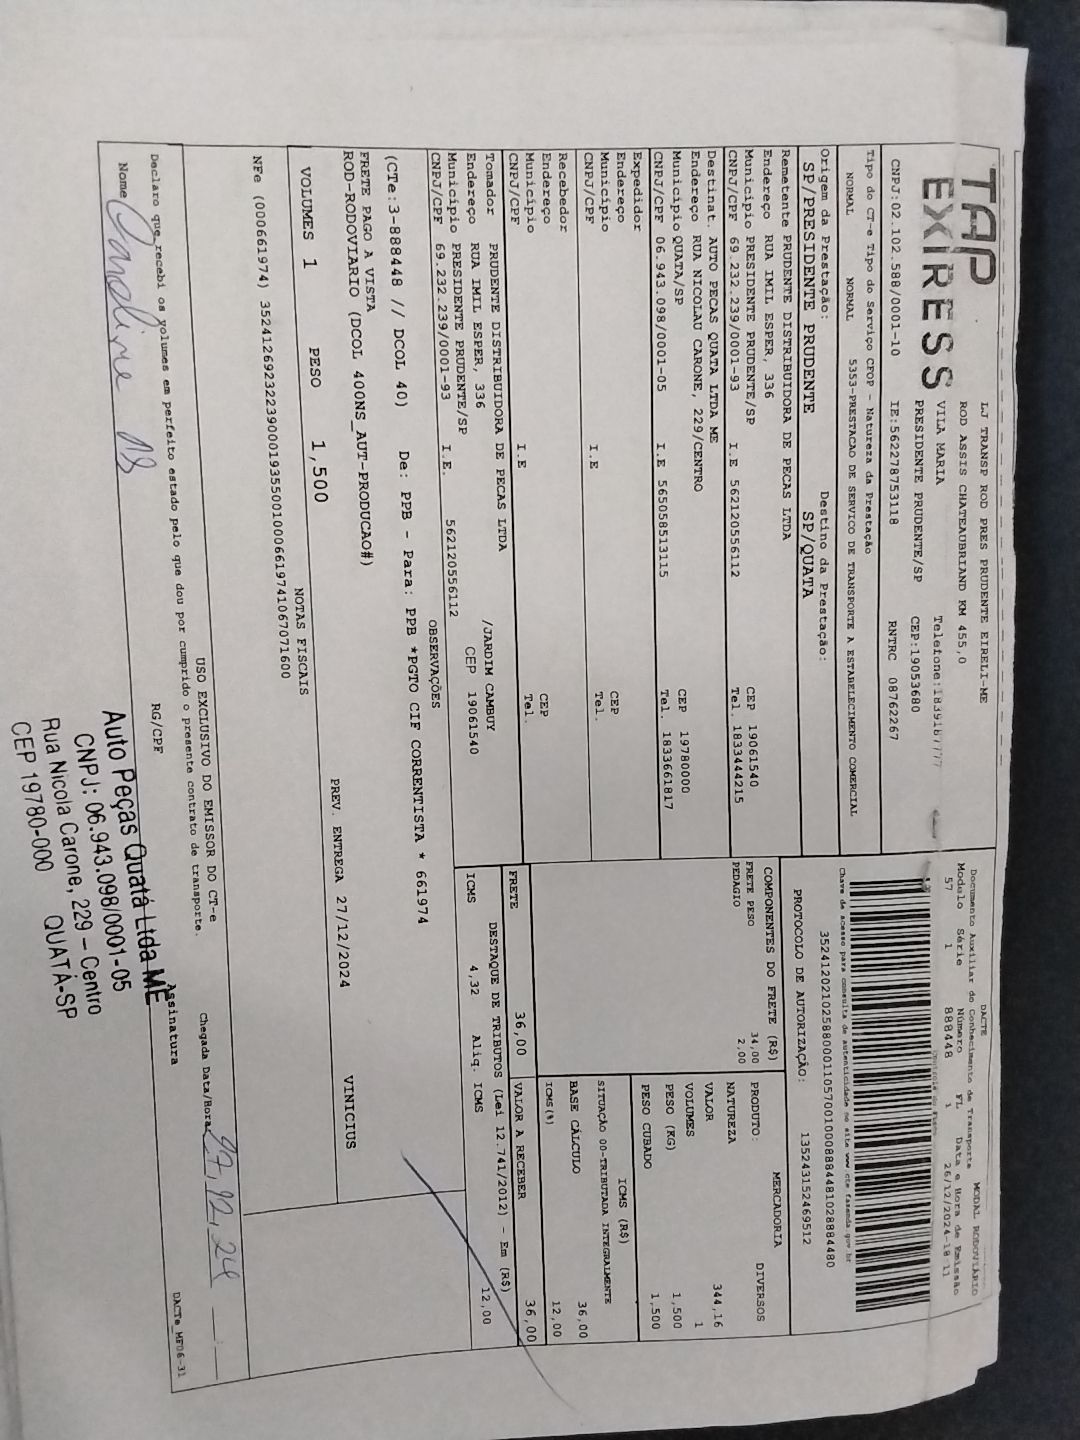 TAP
EXPRESS
LJ TRANSP ROD PRES PRUDENTE EIRELI-ME
ROD ASSIS CHATEAUBRIAND KM 455,0
VILA MARIA Telefone:18391877777
PRESIDENTE PRUDENTE/SP CEP:19053680
CNPJ:02.102.588/0001-10 IE:562278753118 RNTRC 08762267
DACTE MODAL RODOVIÁRIO
Documento Auxiliar do Conhecimento de Transporte
Modelo Série Número FL Data e Hora de Emissão
57 1 888448 1 26/12/2024-18:11
Chave de acesso para consulta de autenticidade no site www.cte.fazenda.gov.br
35241202102588000110570010008884481028884480
PROTOCOLO DE AUTORIZAÇÃO: 135243152469512
Tipo do CT-e Tipo do Serviço CFOP - Natureza da Prestação
NORMAL NORMAL 5353-PRESTACAO DE SERVICO DE TRANSPORTE A ESTABELECIMENTO COMERCIAL
Origem da Prestação: Destino da Prestação:
SP/PRESIDENTE PRUDENTE SP/QUATA
Remetente PRUDENTE DISTRIBUIDORA DE PECAS LTDA
Endereço RUA IMIL ESPER, 336 CEP 19061540
Município PRESIDENTE PRUDENTE/SP Tel. 1833444215
CNPJ/CPF 69.232.239/0001-93 I.E 562120556112
Destinat. AUTO PECAS QUATA LTDA ME
Endereço RUA NICOLAU CARONE, 229/CENTRO
Município QUATA/SP CEP 19780000
CNPJ/CPF 06.943.098/0001-05 I.E 565058513115 Tel. 1833661817
Expedidor
Endereço
Município CEP
CNPJ/CPF I.E Tel.
Recebedor
Endereço
Município CEP
CNPJ/CPF I.E Tel.
Tomador PRUDENTE DISTRIBUIDORA DE PECAS LTDA
Endereço RUA IMIL ESPER, 336 /JARDIM CAMBUY
Município PRESIDENTE PRUDENTE/SP CEP 19061540
CNPJ/CPF 69.232.239/0001-93 I.E. 562120556112
COMPONENTES DO FRETE (R$)
FRETE PESO 34,00
PEDAGIO 2,00
MERCADORIA
PRODUTO: DIVERSOS
NATUREZA
VALOR 344,16
VOLUMES 1
PESO (KG) 1,500
PESO CUBADO 1,500
ICMS (R$)
SITUAÇÃO 00-TRIBUTADA INTEGRALMENTE
BASE CÁLCULO 36,00
ICMS(%) 12,00
FRETE 36,00 VALOR A RECEBER 36,00
DESTAQUE DE TRIBUTOS (Lei 12.741/2012) - Em (R$)
ICMS 4,32 Aliq. ICMS 12,00
OBSERVAÇÕES
(CTe:3-888448 // DCOL 40) De: PPB - Para: PPB *PGTO CIF CORRENTISTA * 661974
FRETE PAGO A VISTA
ROD-RODOVIARIO (DCOL 400NS_AUT-PRODUCAO#)
PREV. ENTREGA 27/12/2024 VINICIUS
VOLUMES 1 PESO 1,500
NOTAS FISCAIS
NFe (000661974) 35241269232239000193550010006619741067071600
USO EXCLUSIVO DO EMISSOR DO CT-e
Declaro que recebi os volumes em perfeito estado pelo que dou por cumprido o presente contrato de transporte.
Chegada Data/Hora 27,12,24 __:__
Nome Caroline RG/CPF Assinatura
DACTe_MF06-31
Auto Peças Quatá Ltda ME
CNPJ: 06.943.098/0001-05
Rua Nicola Carone, 229 – Centro
CEP 19780-000 QUATÁ-SP